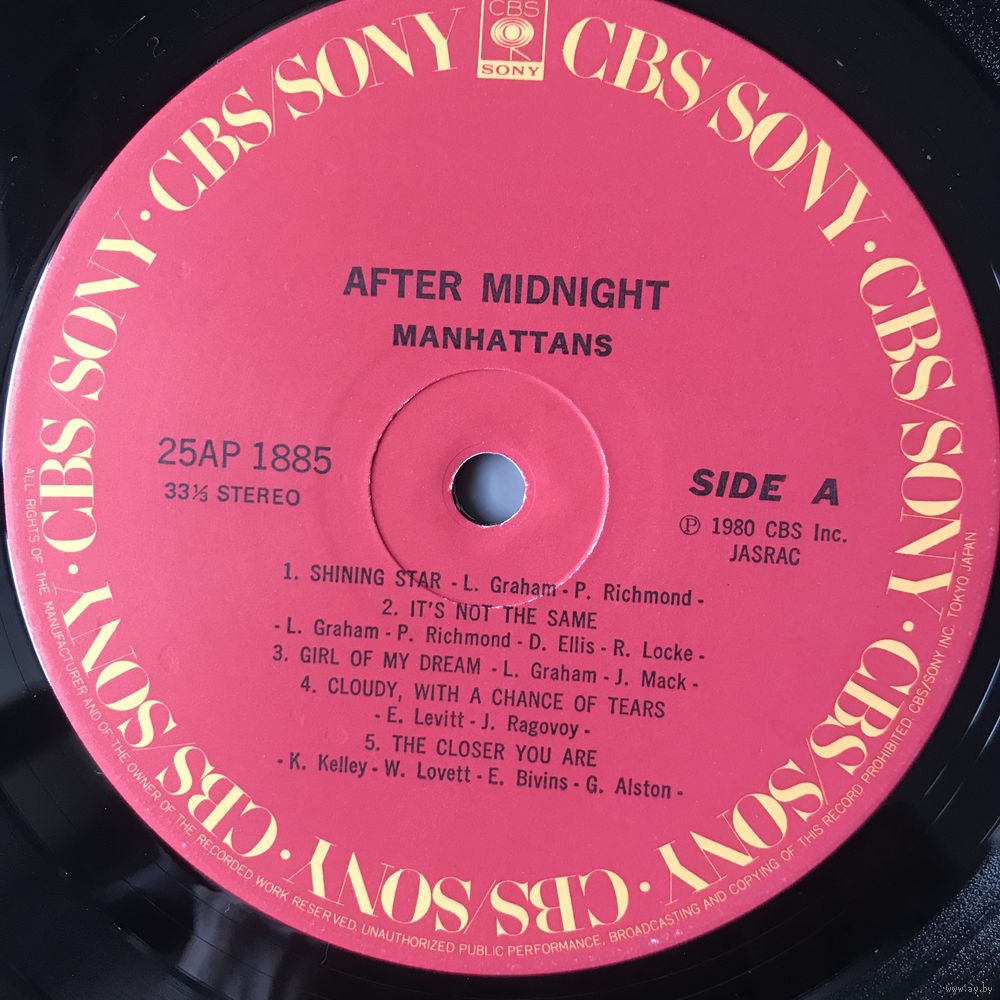 CBS
SONY
CBS/SONY · CBS/SONY · CBS/SONY · CBS/SONY · CBS/SONY · CBS/SONY · CBS/SONY · CBS/SONY
AFTER MIDNIGHT
MANHATTANS
25AP 1885
33⅓ STEREO
SIDE A
Ⓟ 1980 CBS Inc.
JASRAC
1. SHINING STAR - L. Graham - P. Richmond -
2. IT'S NOT THE SAME
- L. Graham - P. Richmond - D. Ellis - R. Locke -
3. GIRL OF MY DREAM - L. Graham - J. Mack -
4. CLOUDY, WITH A CHANCE OF TEARS
- E. Levitt - J. Ragovoy -
5. THE CLOSER YOU ARE
- K. Kelley - W. Lovett - E. Bivins - G. Alston -
ALL RIGHTS OF THE MANUFACTURER AND OF THE OWNER OF THE RECORDED WORK RESERVED. UNAUTHORIZED PUBLIC PERFORMANCE, BROADCASTING AND COPYING OF THIS RECORD PROHIBITED. CBS/SONY INC. TOKYO JAPAN
www.ay.by